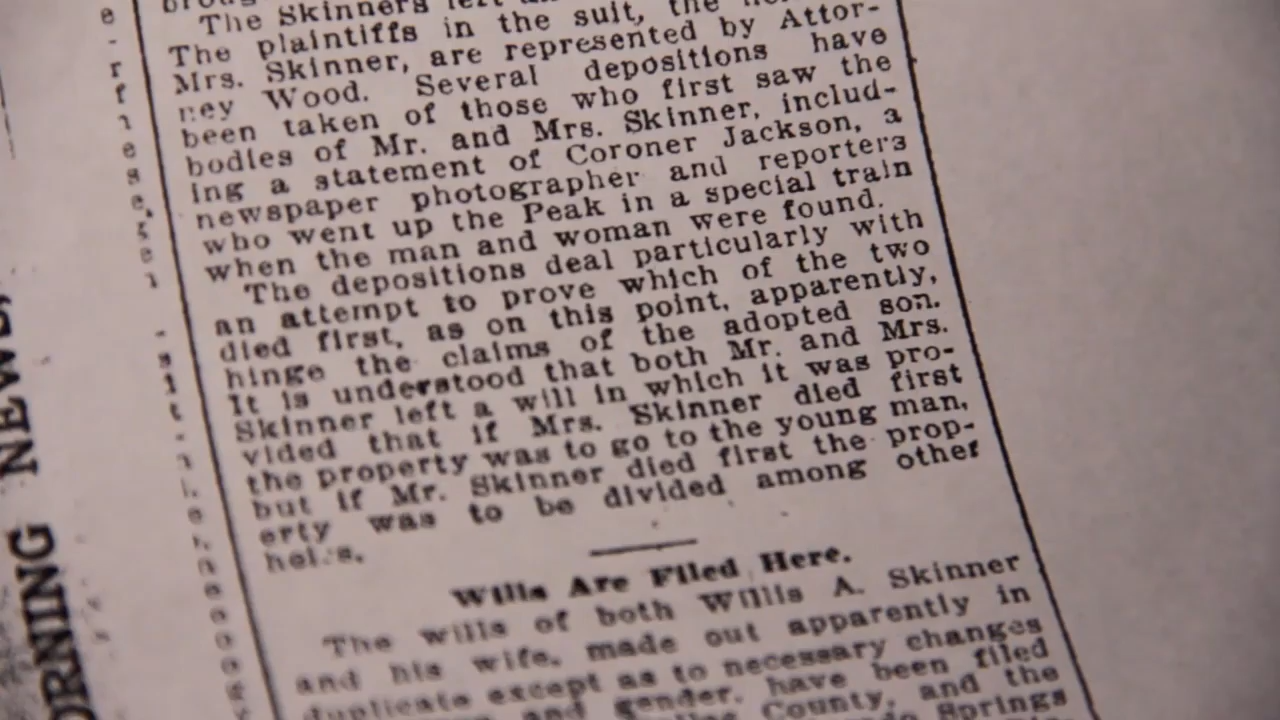 The Skinners left
The plaintiffs in the suit, the
Mrs. Skinner, are represented by Attor-
ney Wood. Several depositions have
been taken of those who first saw the
bodies of Mr. and Mrs. Skinner, includ-
ing a statement of Coroner Jackson, a
newspaper photographer and reporters
who went up the Peak in a special train
when the man and woman were found.
The depositions deal particularly with
an attempt to prove which of the two
died first, as on this point, apparently,
hinge the claims of the adopted son.
It is understood that both Mr. and Mrs.
Skinner left a will in which it was pro-
vided that if Mrs. Skinner died first
the property was to go to the young man,
but if Mr. Skinner died first the prop-
erty was to be divided among other
heirs.
Wills Are Filed Here.
The wills of both Willis A. Skinner
and his wife, made out apparently in
duplicate except as to necessary changes
and gender, have been filed
County, and the
Springs
ORNING NEWS,